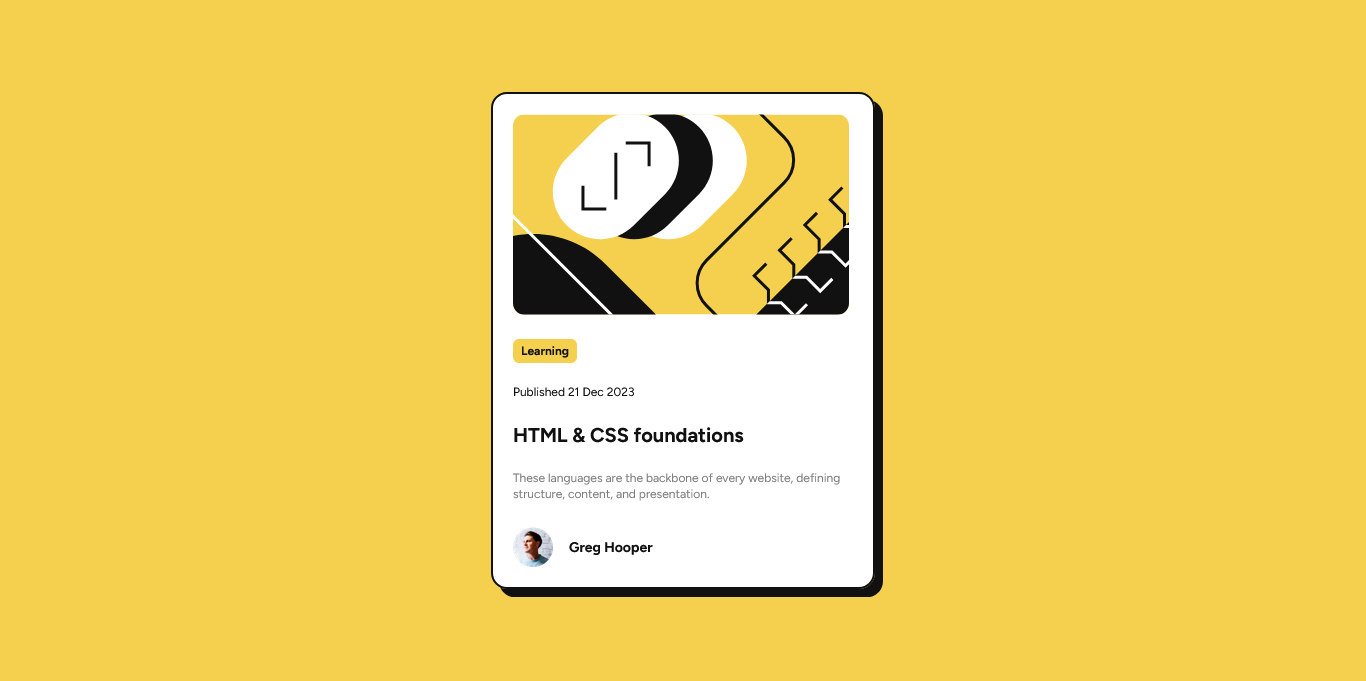 Learning
Published 21 Dec 2023
HTML & CSS foundations
These languages are the backbone of every website, defining
structure, content, and presentation.
Greg Hooper